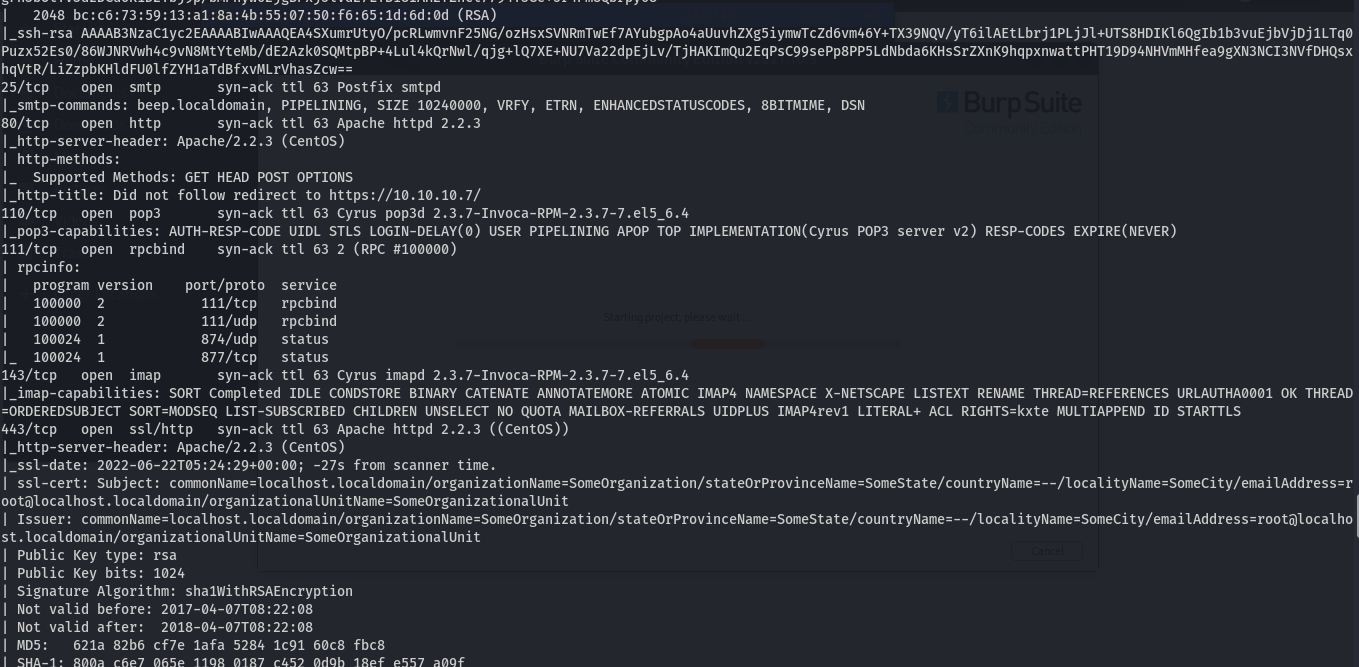 |   2048 bc:c6:73:59:13:a1:8a:4b:55:07:50:f6:65:1d:6d:0d (RSA)
|_ssh-rsa AAAAB3NzaC1yc2EAAAABIwAAAQEA4SXumrUtyO/pcRLwmvnF25NG/ozHsxSVNRmTwEf7AYubgpAo4aUuvhZXg5iymwTcZd6vm46Y+TX39NQV/yT6ilAEtLbrj1PLjJl+UTS8HDIKl6QgIb1b3vuEjbVjDj1LTq0
Puzx52Es0/86WJNRVwh4c9vN8MtYteMb/dE2Azk0SQMtpBP+4Lul4kQrNwl/qjg+lQ7XE+NU7Va22dpEjLv/TjHAKImQu2EqPsC99sePp8PP5LdNbda6KHsSrZXnK9hqpxnwattPHT19D94NHVmMHfea9gXN3NCI3NVfDHQsx
hqVtR/LiZzpbKHldFU0lfZYH1aTdBfxvMLrVhasZcw==
25/tcp   open  smtp       syn-ack ttl 63 Postfix smtpd
|_smtp-commands: beep.localdomain, PIPELINING, SIZE 10240000, VRFY, ETRN, ENHANCEDSTATUSCODES, 8BITMIME, DSN
BurpSuite
Community Edition
80/tcp   open  http       syn-ack ttl 63 Apache httpd 2.2.3
|_http-server-header: Apache/2.2.3 (CentOS)
| http-methods:
|_  Supported Methods: GET HEAD POST OPTIONS
|_http-title: Did not follow redirect to https://10.10.10.7/
110/tcp   open  pop3       syn-ack ttl 63 Cyrus pop3d 2.3.7-Invoca-RPM-2.3.7-7.el5_6.4
|_pop3-capabilities: AUTH-RESP-CODE UIDL STLS LOGIN-DELAY(0) USER PIPELINING APOP TOP IMPLEMENTATION(Cyrus POP3 server v2) RESP-CODES EXPIRE(NEVER)
111/tcp   open  rpcbind    syn-ack ttl 63 2 (RPC #100000)
| rpcinfo:
|   program version    port/proto  service
|   100000  2            111/tcp   rpcbind
|   100000  2            111/udp   rpcbind
Starting project, please wait...
|   100024  1            874/udp   status
|_  100024  1            877/tcp   status
143/tcp   open  imap       syn-ack ttl 63 Cyrus imapd 2.3.7-Invoca-RPM-2.3.7-7.el5_6.4
|_imap-capabilities: SORT Completed IDLE CONDSTORE BINARY CATENATE ANNOTATEMORE ATOMIC IMAP4 NAMESPACE X-NETSCAPE LISTEXT RENAME THREAD=REFERENCES URLAUTHA0001 OK THREAD
=ORDEREDSUBJECT SORT=MODSEQ LIST-SUBSCRIBED CHILDREN UNSELECT NO QUOTA MAILBOX-REFERRALS UIDPLUS IMAP4rev1 LITERAL+ ACL RIGHTS=kxte MULTIAPPEND ID STARTTLS
443/tcp   open  ssl/http   syn-ack ttl 63 Apache httpd 2.2.3 ((CentOS))
|_http-server-header: Apache/2.2.3 (CentOS)
|_ssl-date: 2022-06-22T05:24:29+00:00; -27s from scanner time.
| ssl-cert: Subject: commonName=localhost.localdomain/organizationName=SomeOrganization/stateOrProvinceName=SomeState/countryName=--/localityName=SomeCity/emailAddress=r
oot@localhost.localdomain/organizationalUnitName=SomeOrganizationalUnit
| Issuer: commonName=localhost.localdomain/organizationName=SomeOrganization/stateOrProvinceName=SomeState/countryName=--/localityName=SomeCity/emailAddress=root@localho
st.localdomain/organizationalUnitName=SomeOrganizationalUnit
Cancel
| Public Key type: rsa
| Public Key bits: 1024
| Signature Algorithm: sha1WithRSAEncryption
| Not valid before: 2017-04-07T08:22:08
| Not valid after:  2018-04-07T08:22:08
| MD5:   621a 82b6 cf7e 1afa 5284 1c91 60c8 fbc8
| SHA-1: 800a c6e7 065e 1198 0187 c452 0d9b 18ef e557 a09f